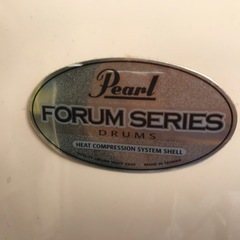 Pearl
FORUM SERIES
DRUMS
HEAT COMPRESSION SYSTEM SHELL